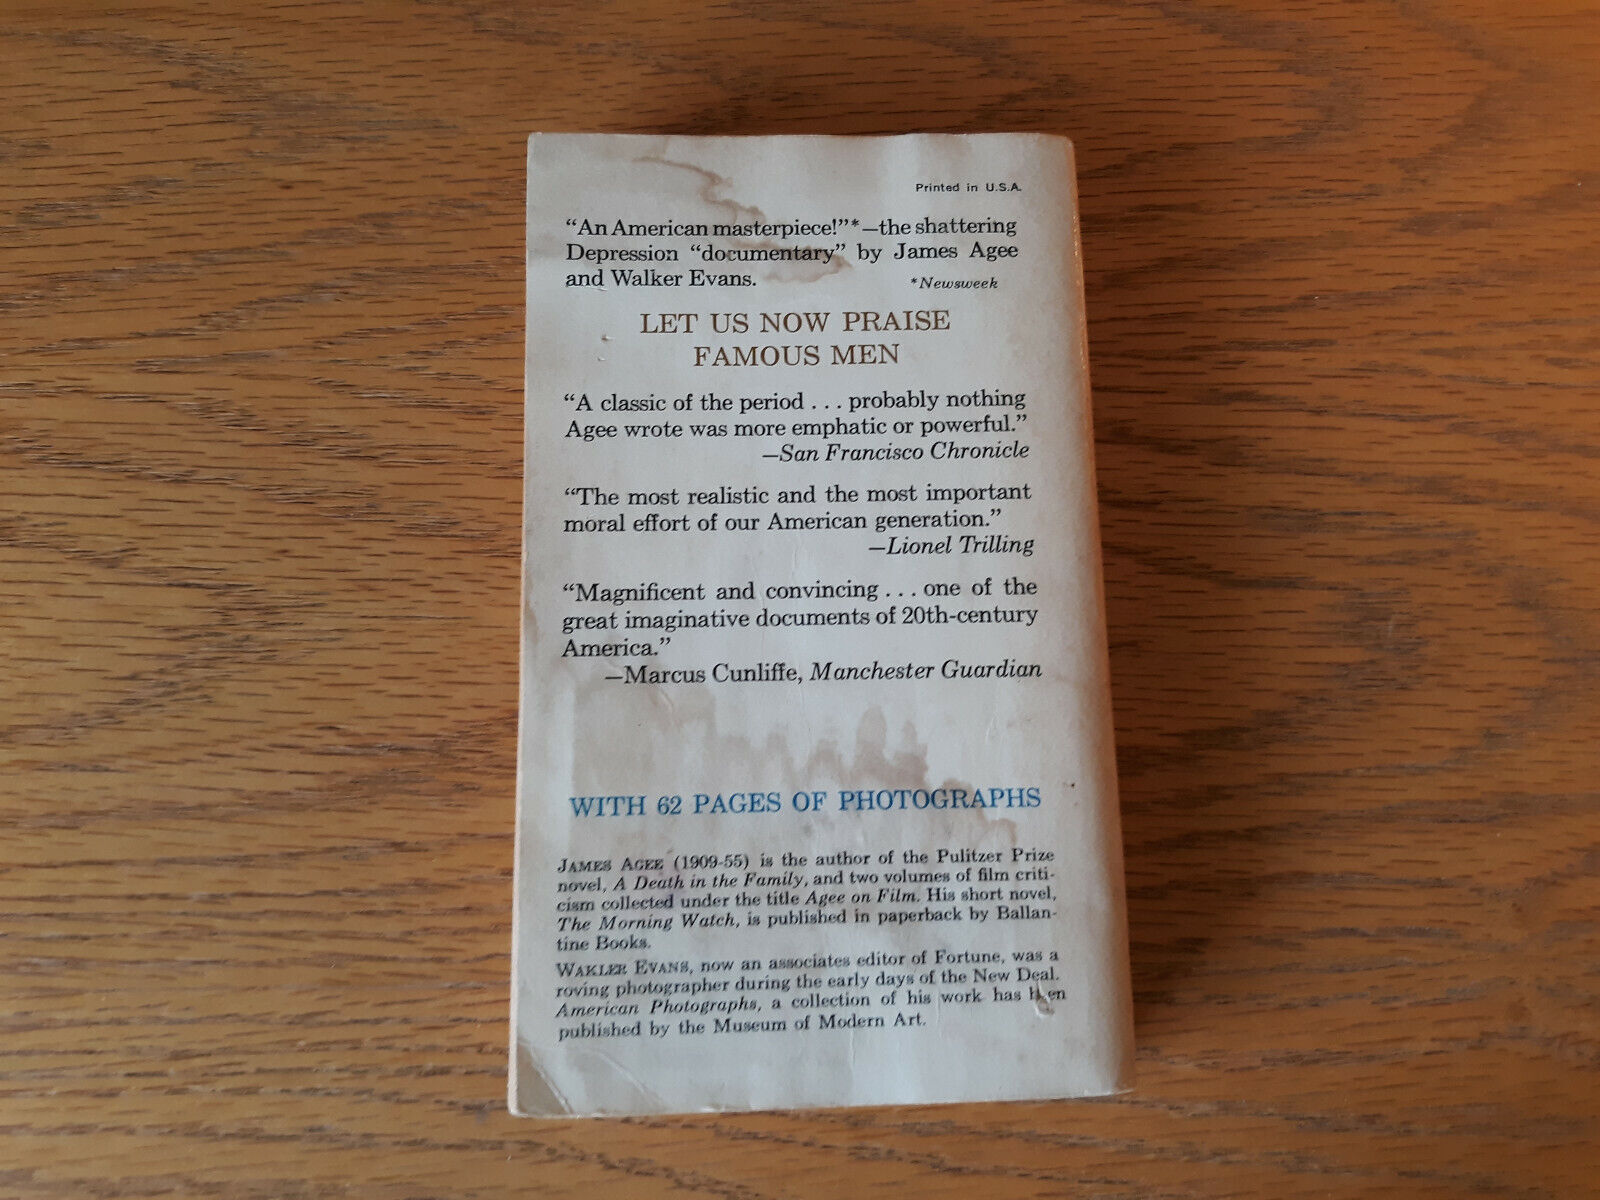 Printed in U.S.A.
“An American masterpiece!”*—the shattering
Depression “documentary” by James Agee
and Walker Evans.
*Newsweek
LET US NOW PRAISE
FAMOUS MEN
“A classic of the period . . . probably nothing
Agee wrote was more emphatic or powerful.”
—San Francisco Chronicle
“The most realistic and the most important
moral effort of our American generation.”
—Lionel Trilling
“Magnificent and convincing . . . one of the
great imaginative documents of 20th-century
America.”
—Marcus Cunliffe, Manchester Guardian
WITH 62 PAGES OF PHOTOGRAPHS
JAMES AGEE (1909-55) is the author of the Pulitzer Prize
novel, A Death in the Family, and two volumes of film criti-
cism collected under the title Agee on Film. His short novel,
The Morning Watch, is published in paperback by Ballan-
tine Books.
WAKLER EVANS, now an associates editor of Fortune, was a
roving photographer during the early days of the New Deal.
American Photographs, a collection of his work has been
published by the Museum of Modern Art.